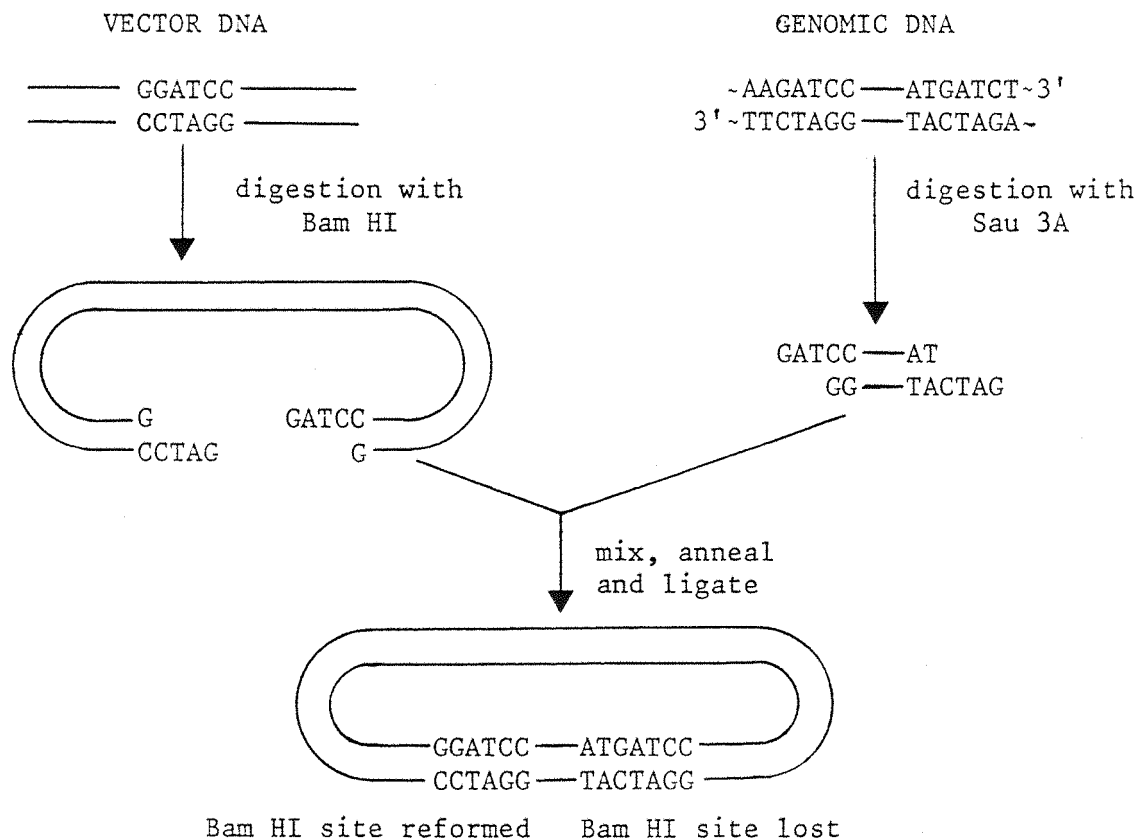 VECTOR DNA
GENOMIC DNA
GGATCC
CCTAGG
~AAGATCC—ATGATCT~3'
3'~TTCTAGG—TACTAGA~
digestion with
Bam HI
digestion with
Sau 3A
GATCC—AT
GG—TACTAG
G GATCC
CCTAG G
mix, anneal
and ligate
GGATCC—ATGATCC
CCTAGG—TACTAGG
Bam HI site reformed Bam HI site lost